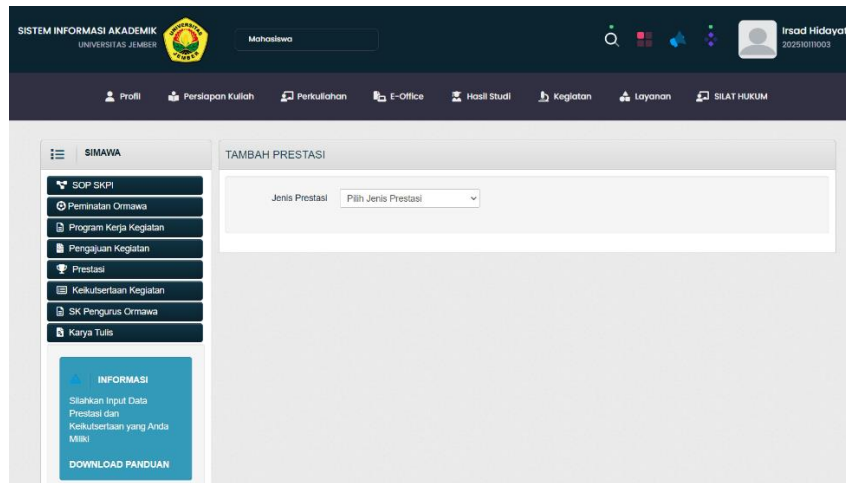 SISTEM INFORMASI AKADEMIK
UNIVERSITAS JEMBER
UNIVERSITAS
JEMBER
Mahasiswa
Irsad Hidayat
202510111003
Profil
Persiapan Kuliah
Perkuliahan
E-Office
Hasil Studi
Kegiatan
Layanan
SILAT HUKUM
SIMAWA
SOP SKPI
Peminatan Ormawa
Program Kerja Kegiatan
Pengajuan Kegiatan
Prestasi
Keikutsertaan Kegiatan
SK Pengurus Ormawa
Karya Tulis
INFORMASI
Silahkan Input Data
Prestasi dan
Keikutsertaan yang Anda
Miliki
DOWNLOAD PANDUAN
TAMBAH PRESTASI
Jenis Prestasi
Pilih Jenis Prestasi